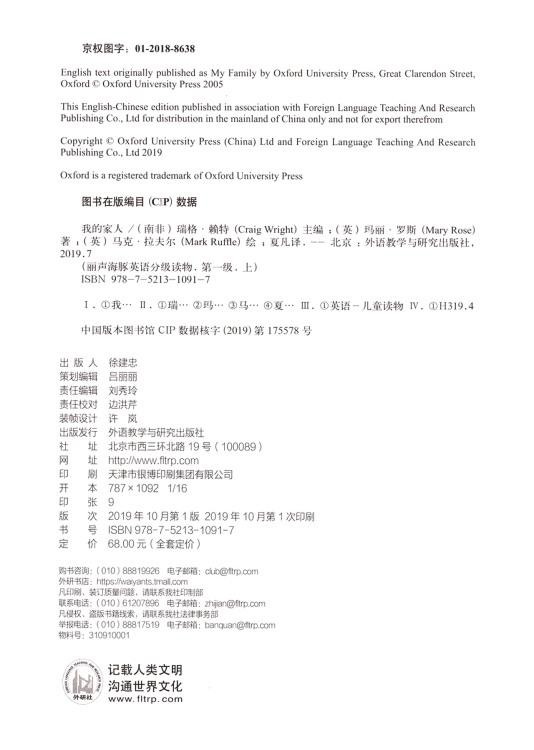 京权图字：01-2018-8638
English text originally published as My Family by Oxford University Press, Great Clarendon Street,
Oxford © Oxford University Press 2005
This English-Chinese edition published in association with Foreign Language Teaching And Research
Publishing Co., Ltd for distribution in the mainland of China only and not for export therefrom
Copyright © Oxford University Press (China) Ltd and Foreign Language Teaching And Research
Publishing Co., Ltd 2019
Oxford is a registered trademark of Oxford University Press
图书在版编目（CIP）数据
我的家人 /（南非）瑞格·赖特 (Craig Wright) 主编；（英）玛丽·罗斯 (Mary Rose)
著；（英）马克·拉夫尔 (Mark Ruffle) 绘；夏凡译. -- 北京：外语教学与研究出版社，
2019.7
（丽声海豚英语分级读物. 第一级. 上）
ISBN 978-7-5213-1091-7
Ⅰ. ①我… Ⅱ. ①瑞… ②玛… ③马… ④夏… Ⅲ. ①英语－儿童读物 Ⅳ. ①H319.4
中国版本图书馆 CIP 数据核字 (2019) 第 175578 号
出版人 徐建忠
策划编辑 吕丽丽
责任编辑 刘秀玲
责任校对 边洪芹
装帧设计 许 岚
出版发行 外语教学与研究出版社
社 址 北京市西三环北路 19 号（100089）
网 址 http://www.fltrp.com
印 刷 天津市银博印刷集团有限公司
开 本 787×1092 1/16
印 张 9
版 次 2019 年 10 月第 1 版 2019 年 10 月第 1 次印刷
书 号 ISBN 978-7-5213-1091-7
定 价 68.00 元（全套定价）
购书咨询：（010）88819926 电子邮箱：club@fltrp.com
外研书店：https://waiyants.tmall.com
凡印刷、装订质量问题，请联系我社印制部
联系电话：（010）61207896 电子邮箱：zhijian@fltrp.com
凡侵权、盗版书籍线索，请联系我社法律事务部
举报电话：（010）88817519 电子邮箱：banquan@fltrp.com
物料号：310910001
外研社
记载人类文明
沟通世界文化
www.fltrp.com